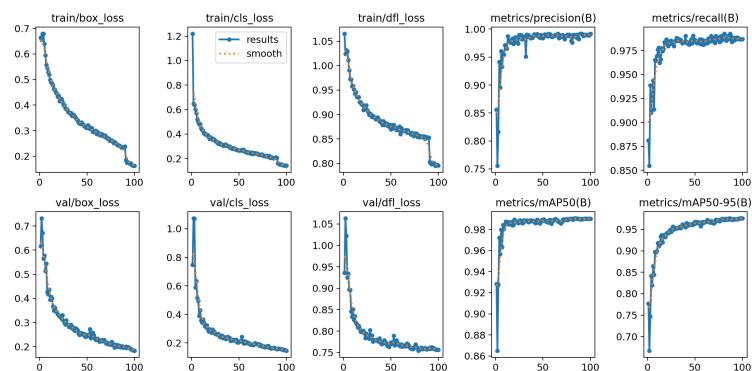 train/box_loss train/cls_loss train/dfl_loss metrics/precision(B) metrics/recall(B)
0.7 0.6 0.5 0.4 0.3 0.2
0 50 100
1.2 1.0 0.8 0.6 0.4 0.2
results
smooth
0 50 100
1.05 1.00 0.95 0.90 0.85 0.80
0 50 100
1.00 0.95 0.90 0.85 0.80 0.75
0 50 100
0.975 0.950 0.925 0.900 0.875 0.850
0 50 100
val/box_loss val/cls_loss val/dfl_loss metrics/mAP50(B) metrics/mAP50-95(B)
0.7 0.6 0.5 0.4 0.3 0.2
0 50 100
1.0 0.8 0.6 0.4 0.2
0 50 100
1.05 1.00 0.95 0.90 0.85 0.80 0.75
0 50 100
0.98 0.96 0.94 0.92 0.90 0.88 0.86
0 50 100
0.95 0.90 0.85 0.80 0.75 0.70
0 50 100